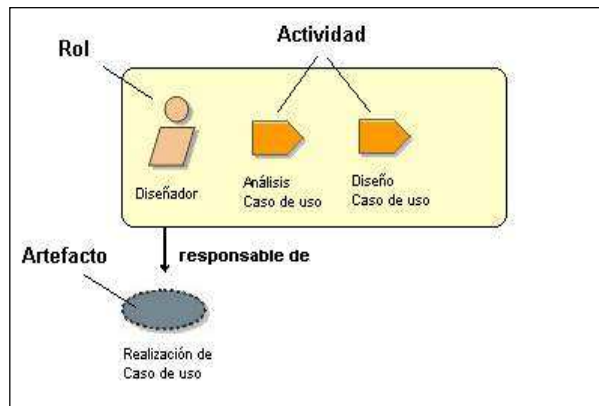 Actividad
Rol
Diseñador
Análisis
Caso de uso
Diseño
Caso de uso
responsable de
Artefacto
Realización de
Caso de uso